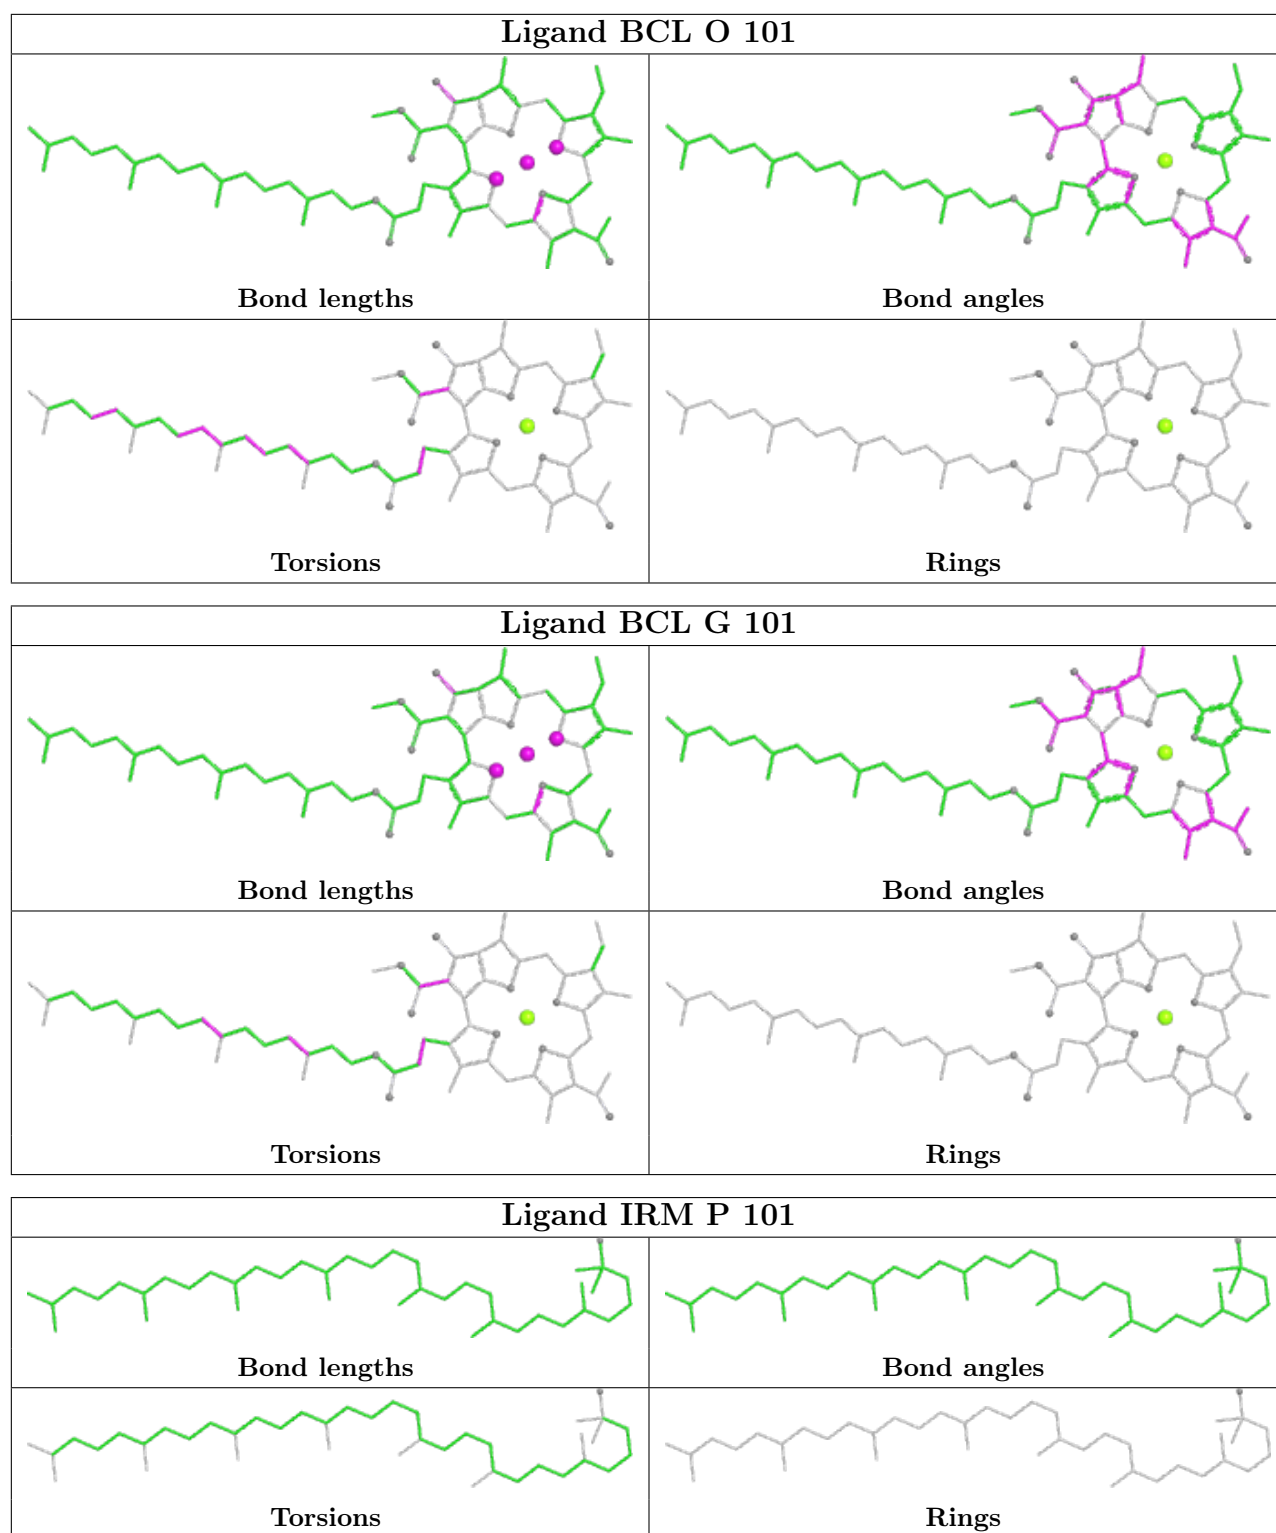 Ligand BCL O 101
Bond lengths
Bond angles
Torsions
Rings
Ligand BCL G 101
Bond lengths
Bond angles
Torsions
Rings
Ligand IRM P 101
Bond lengths
Bond angles
Torsions
Rings